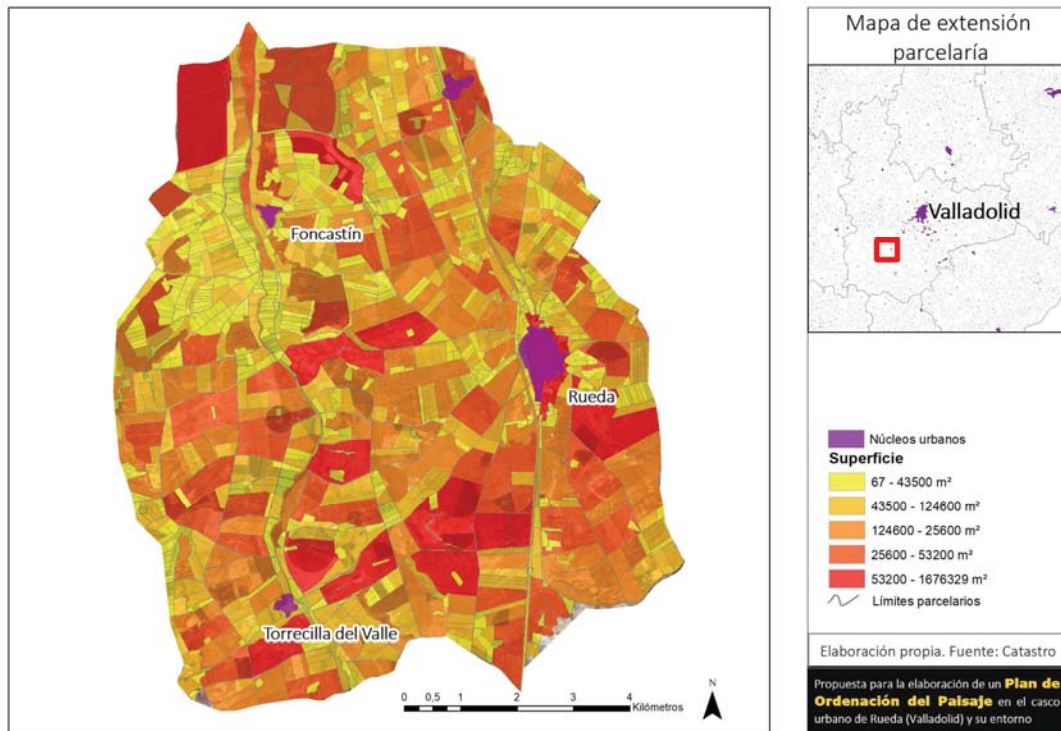 Mapa de extensión
parcelaría
Valladolid
Foncastín
Rueda
Torrecilla del Valle
N
0 0,5 1 2 3 4
Kilómetros
Núcleos urbanos
Superficie
67 - 43500 m²
43500 - 124600 m²
124600 - 25600 m²
25600 - 53200 m²
53200 - 1676329 m²
Límites parcelarios
Elaboración propia. Fuente: Catastro
Propuesta para la elaboración de un Plan de
Ordenación del Paisaje en el casco
urbano de Rueda (Valladolid) y su entorno